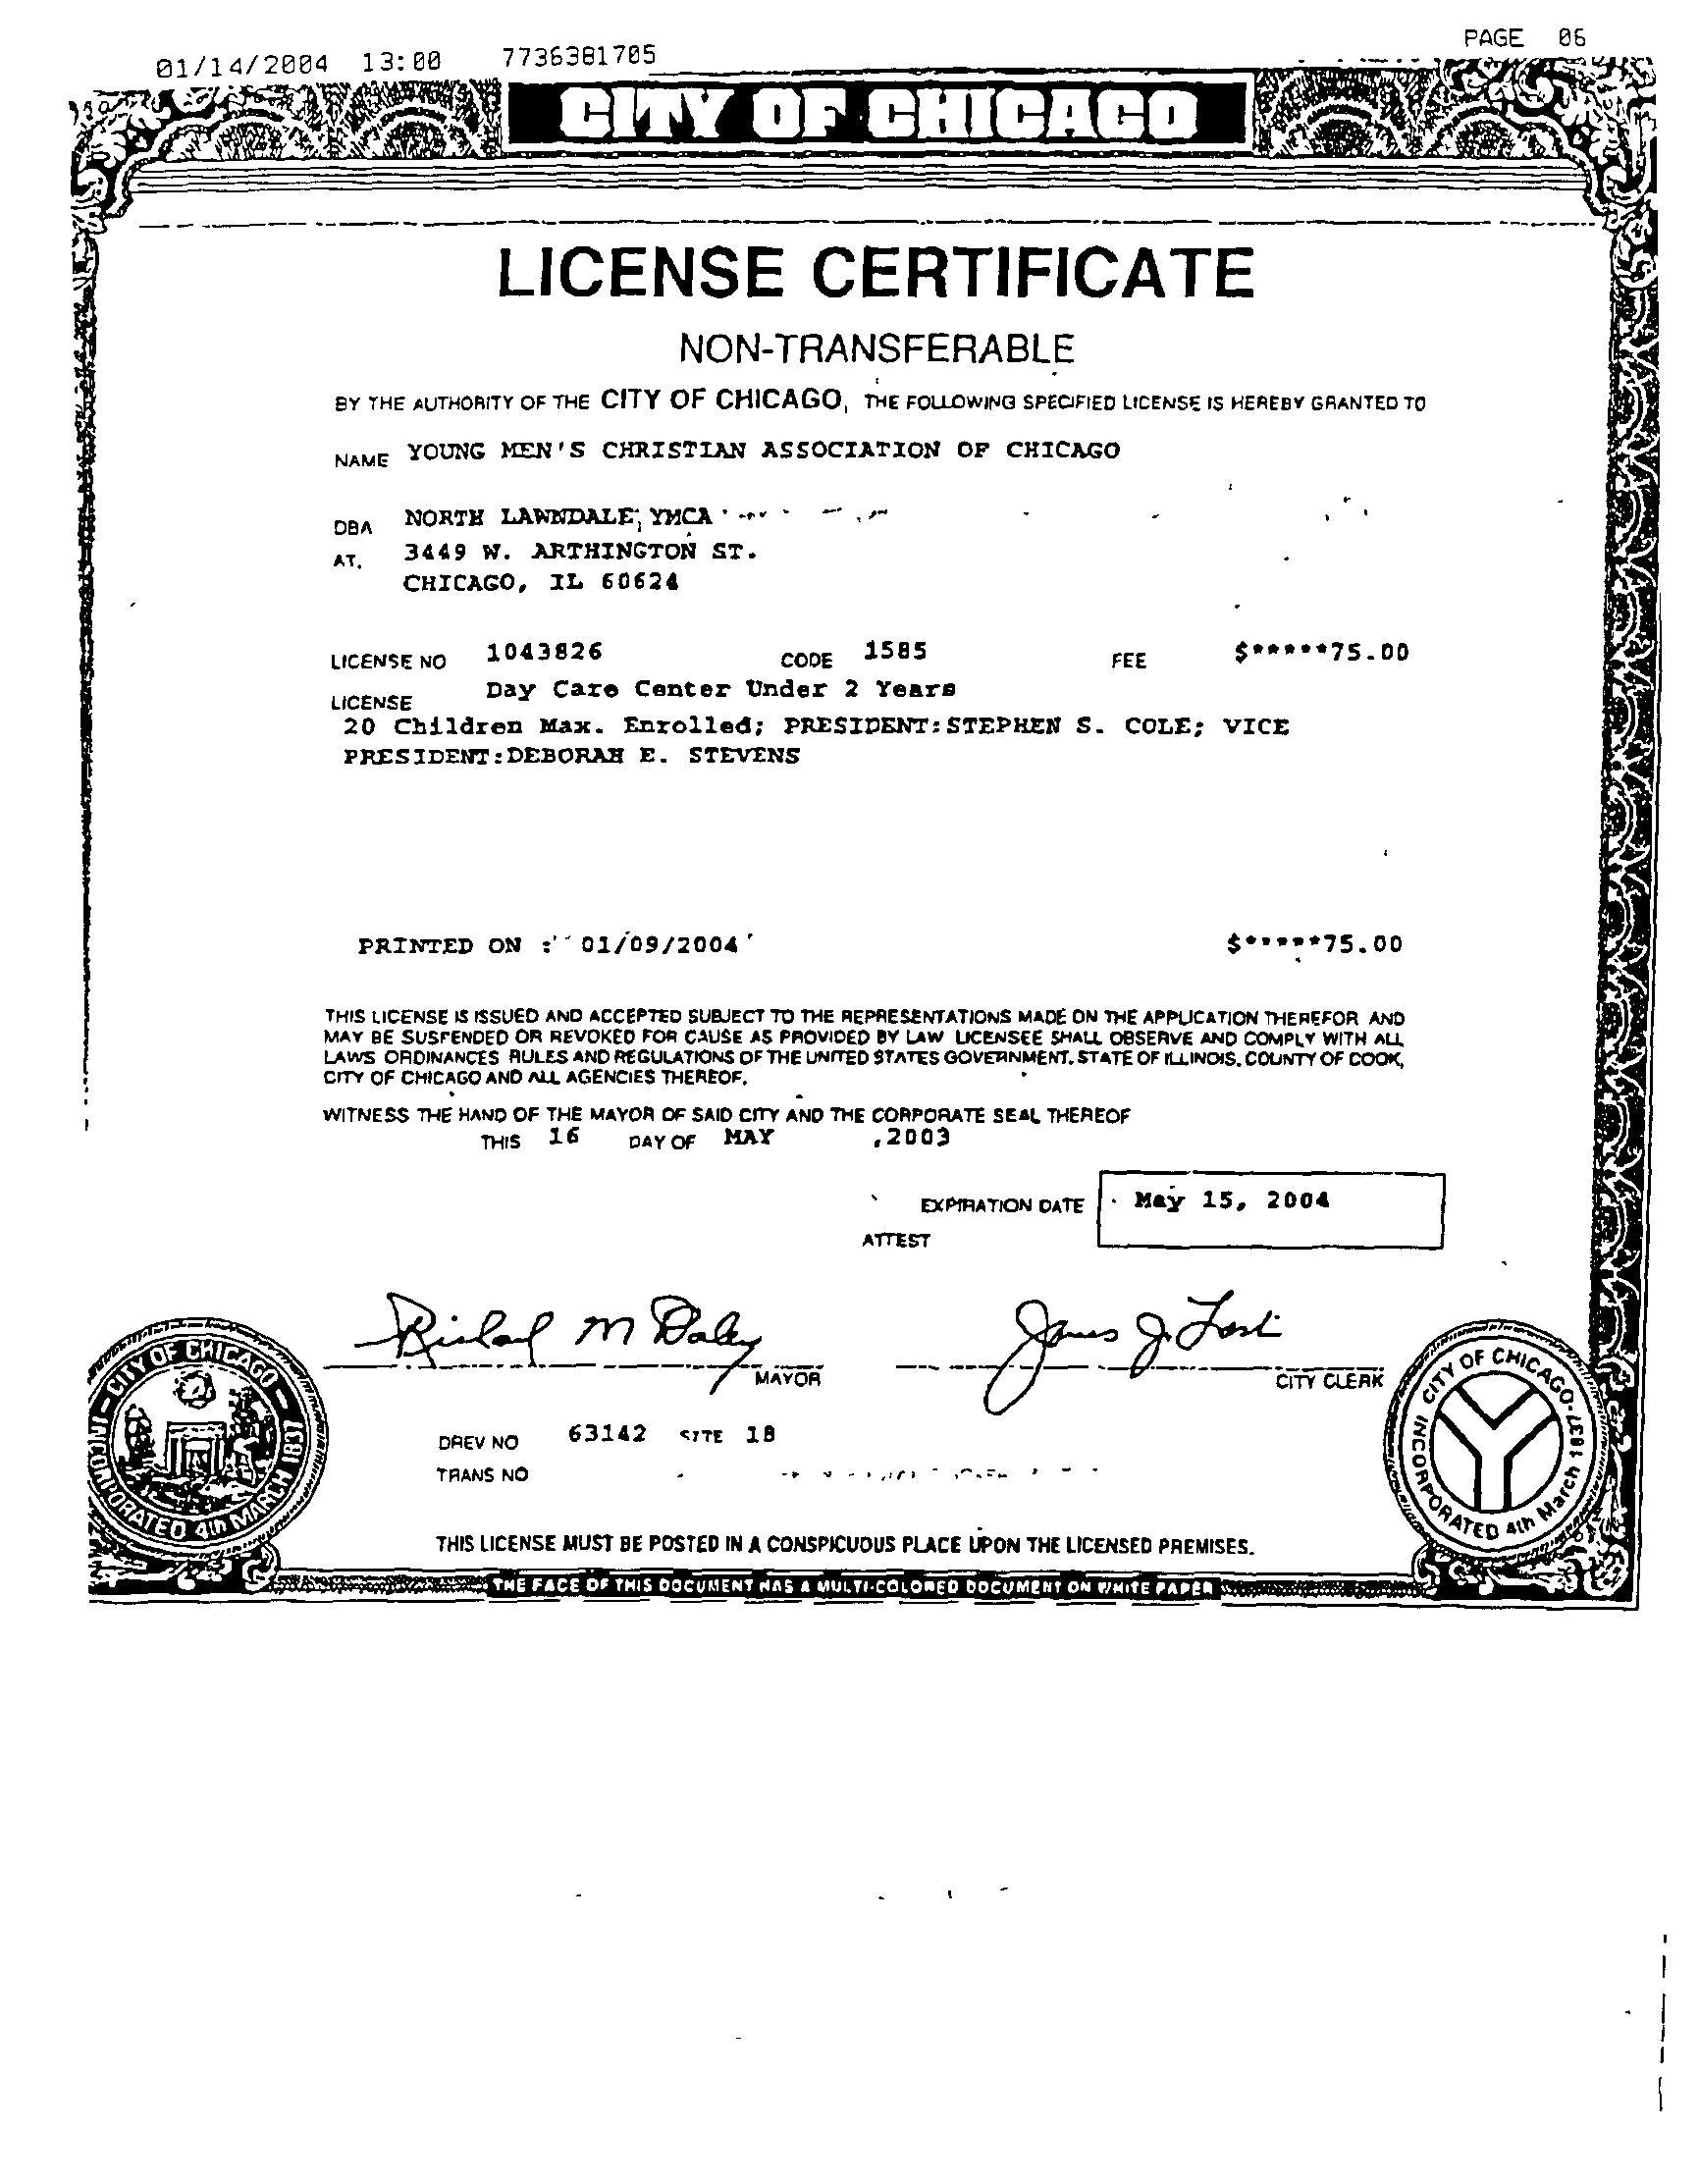 01/14/2004 13:00 7736381705 PAGE 06
CITY OF CHICAGO
LICENSE CERTIFICATE
NON-TRANSFERABLE
BY THE AUTHORITY OF THE CITY OF CHICAGO, THE FOLLOWING SPECIFIED LICENSE IS HEREBY GRANTED TO
NAME YOUNG MEN'S CHRISTIAN ASSOCIATION OF CHICAGO
DBA NORTH LAWNDALE YMCA
AT. 3449 W. ARTHINGTON ST.
CHICAGO, IL 60624
LICENSE NO 1043826 CODE 1585 FEE $*****75.00
LICENSE Day Care Center Under 2 Years
20 Children Max. Enrolled; PRESIDENT:STEPHEN S. COLE; VICE
PRESIDENT:DEBORAH E. STEVENS
PRINTED ON : 01/09/2004 $*****75.00
THIS LICENSE IS ISSUED AND ACCEPTED SUBJECT TO THE REPRESENTATIONS MADE ON THE APPLICATION THEREFOR AND
MAY BE SUSPENDED OR REVOKED FOR CAUSE AS PROVIDED BY LAW LICENSEE SHALL OBSERVE AND COMPLY WITH ALL
LAWS ORDINANCES RULES AND REGULATIONS OF THE UNITED STATES GOVERNMENT, STATE OF ILLINOIS, COUNTY OF COOK,
CITY OF CHICAGO AND ALL AGENCIES THEREOF.
WITNESS THE HAND OF THE MAYOR OF SAID CITY AND THE CORPORATE SEAL THEREOF
THIS 16 DAY OF MAY ,2003
EXPIRATION DATE May 15, 2004
ATTEST
Richard M Daley James J. Laski
MAYOR CITY CLERK
CITY OF CHICAGO INCORPORATED 4th MARCH 1837
CITY OF CHICAGO INCORPORATED 4th March 1837
DREV NO 63142 SITE 18
TRANS NO
THIS LICENSE MUST BE POSTED IN A CONSPICUOUS PLACE UPON THE LICENSED PREMISES.
THE FACE OF THIS DOCUMENT HAS A MULTI-COLORED DOCUMENT ON WHITE PAPER